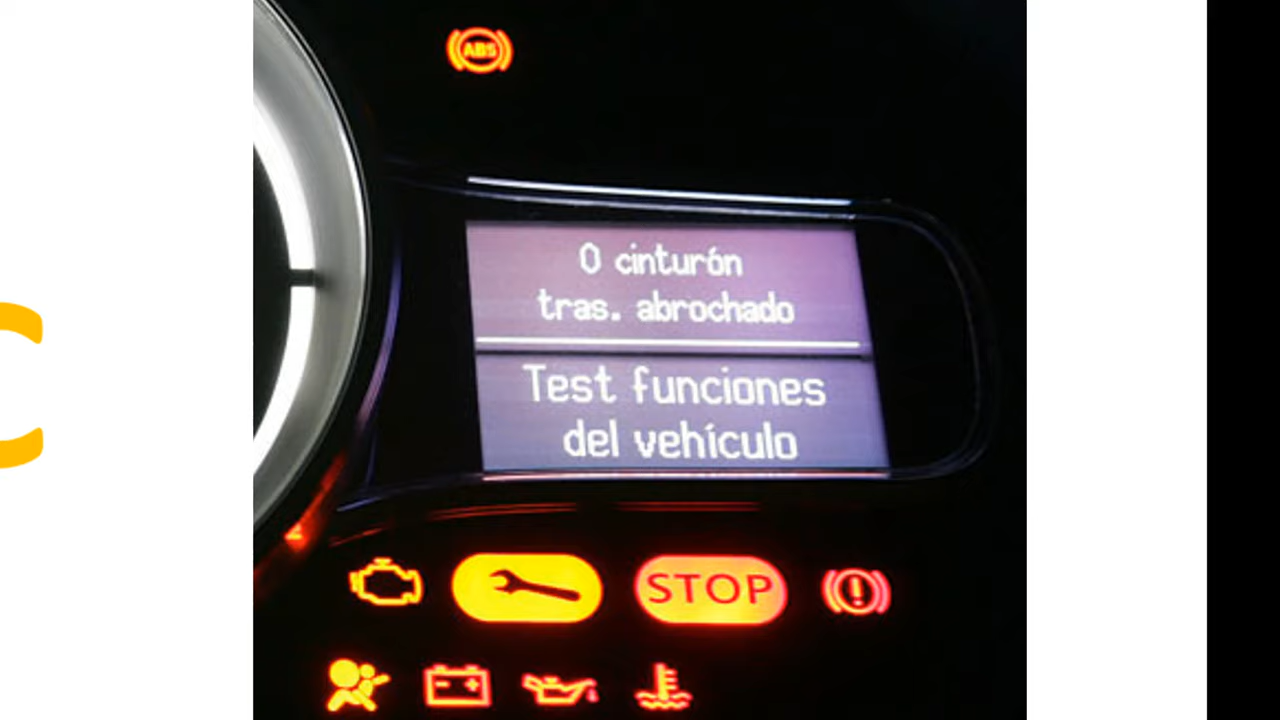 ABS
0 cinturón
tras. abrochado
Test funciones
del vehículo
STOP